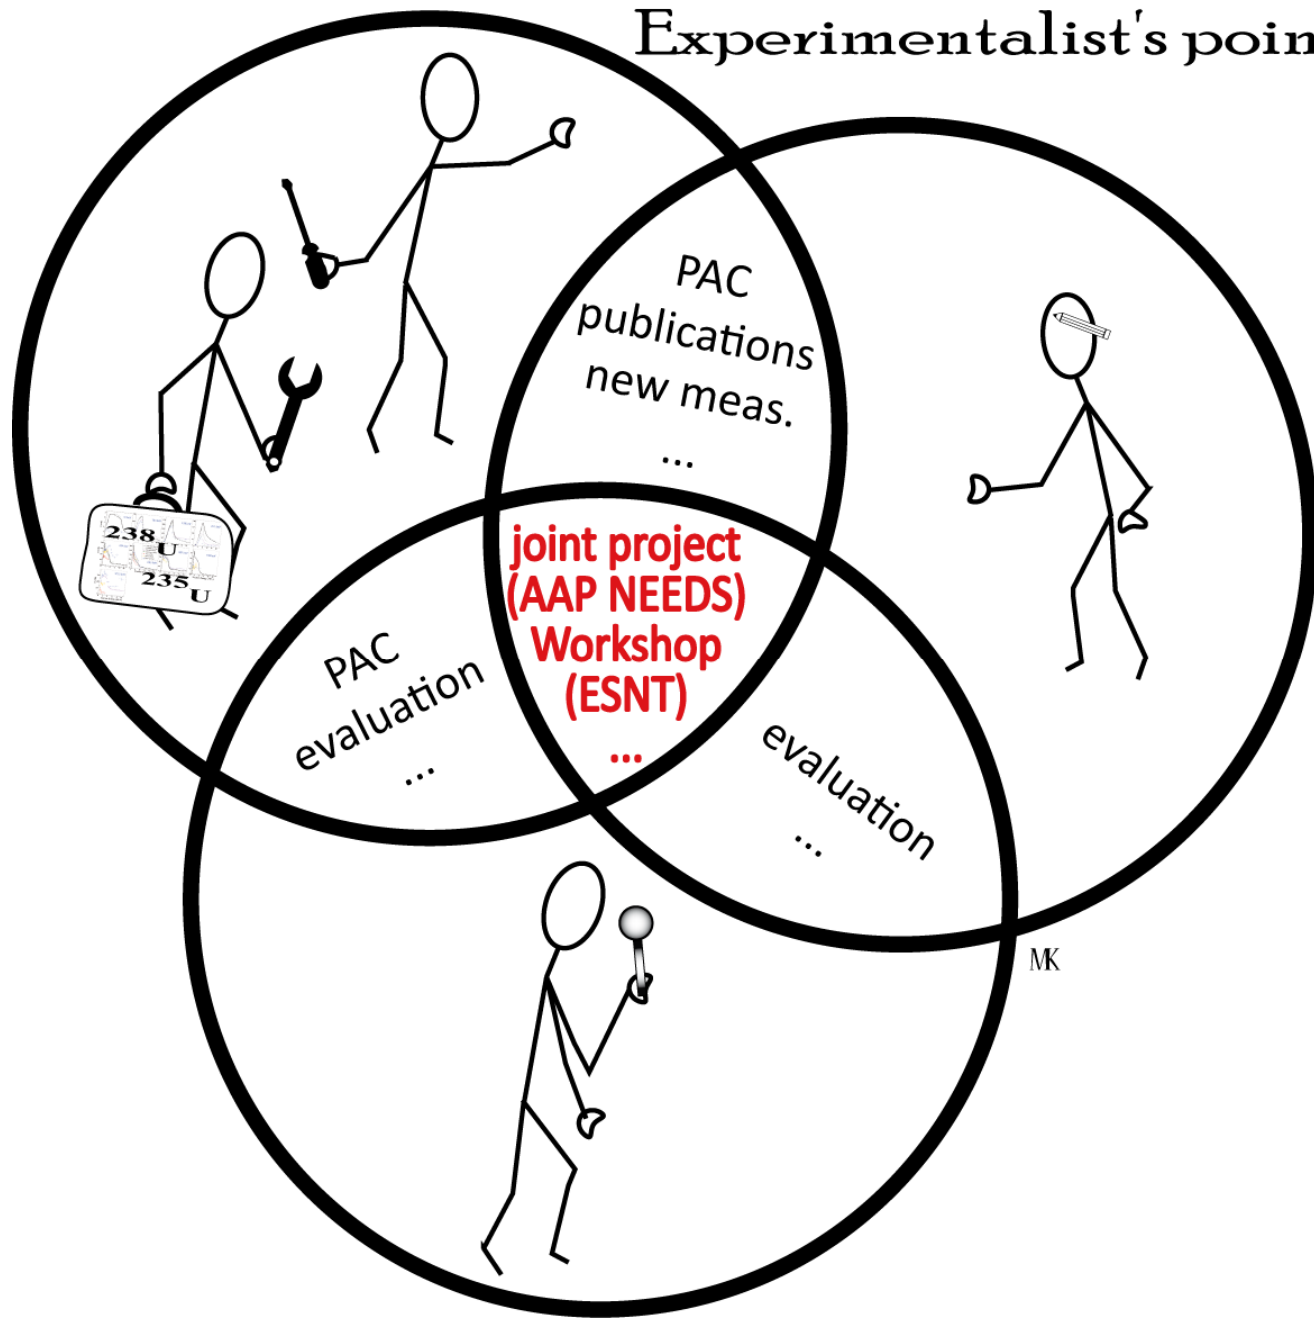 Experimentalist's poin
PAC
publications
new meas.
...
joint project
(AAP NEEDS)
Workshop
(ESNT)
...
238U
235U
PAC
evaluation
...
evaluation
...
MK